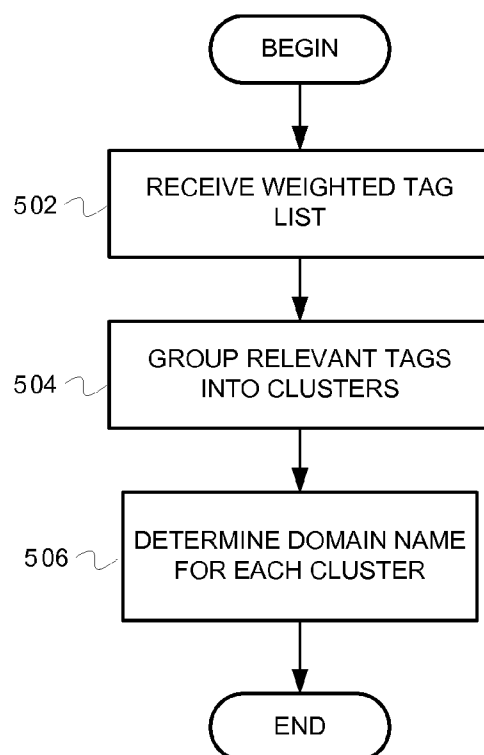 BEGIN
502
RECEIVE WEIGHTED TAG
LIST
504
GROUP RELEVANT TAGS
INTO CLUSTERS
506
DETERMINE DOMAIN NAME
FOR EACH CLUSTER
END